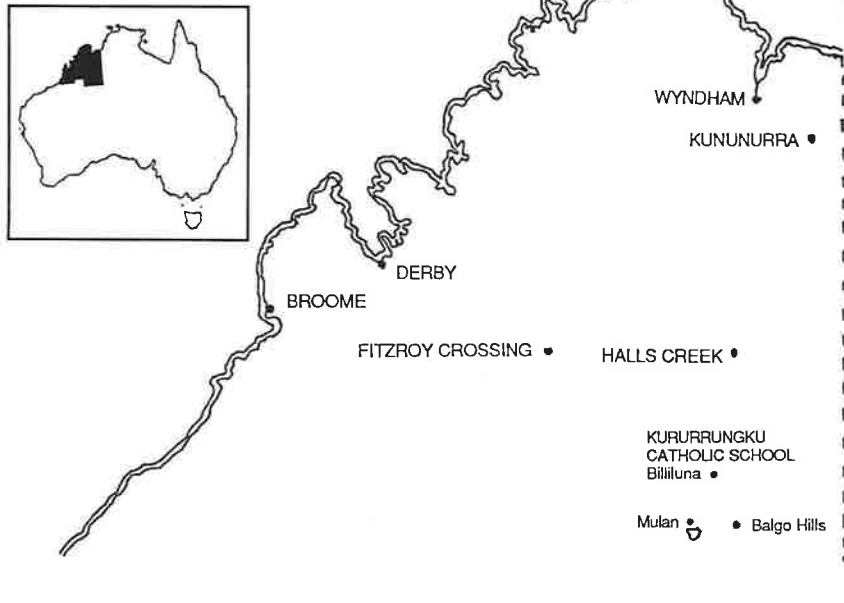 WYNDHAM
KUNUNURRA
DERBY
BROOME
FITZROY CROSSING
HALLS CREEK
KURURRUNGKU
CATHOLIC SCHOOL
Billiluna
Mulan
Balgo Hills